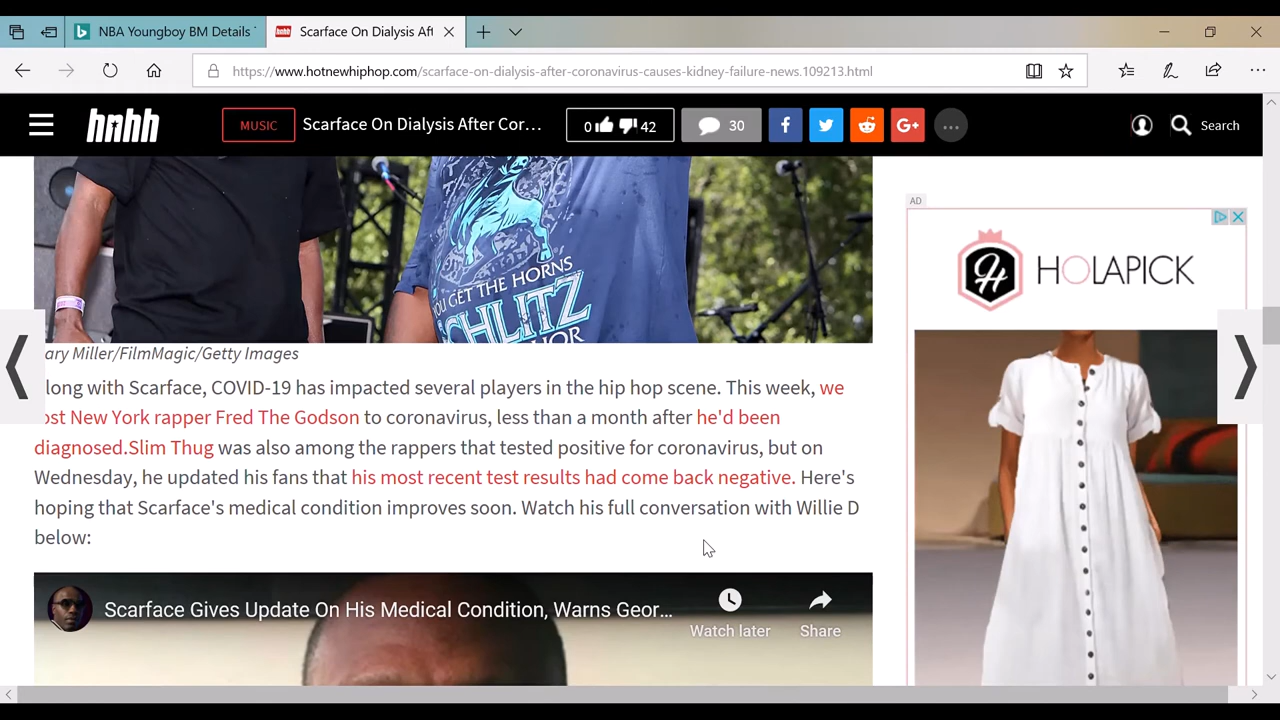 NBA Youngboy BM Details
Scarface On Dialysis Aft
https://www.hotnewhiphop.com/scarface-on-dialysis-after-coronavirus-causes-kidney-failure-news.109213.html
hnhh
MUSIC
Scarface On Dialysis After Cor...
0
42
30
f
G+
...
Search
YOU GET THE HORNS
SCHLITZ
AD
H
HOLAPICK
ary Miller/FilmMagic/Getty Images
long with Scarface, COVID-19 has impacted several players in the hip hop scene. This week, we
ost New York rapper Fred The Godson to coronavirus, less than a month after he'd been
diagnosed.Slim Thug was also among the rappers that tested positive for coronavirus, but on
Wednesday, he updated his fans that his most recent test results had come back negative. Here's
hoping that Scarface's medical condition improves soon. Watch his full conversation with Willie D
below:
Scarface Gives Update On His Medical Condition, Warns Geor...
Watch later
Share